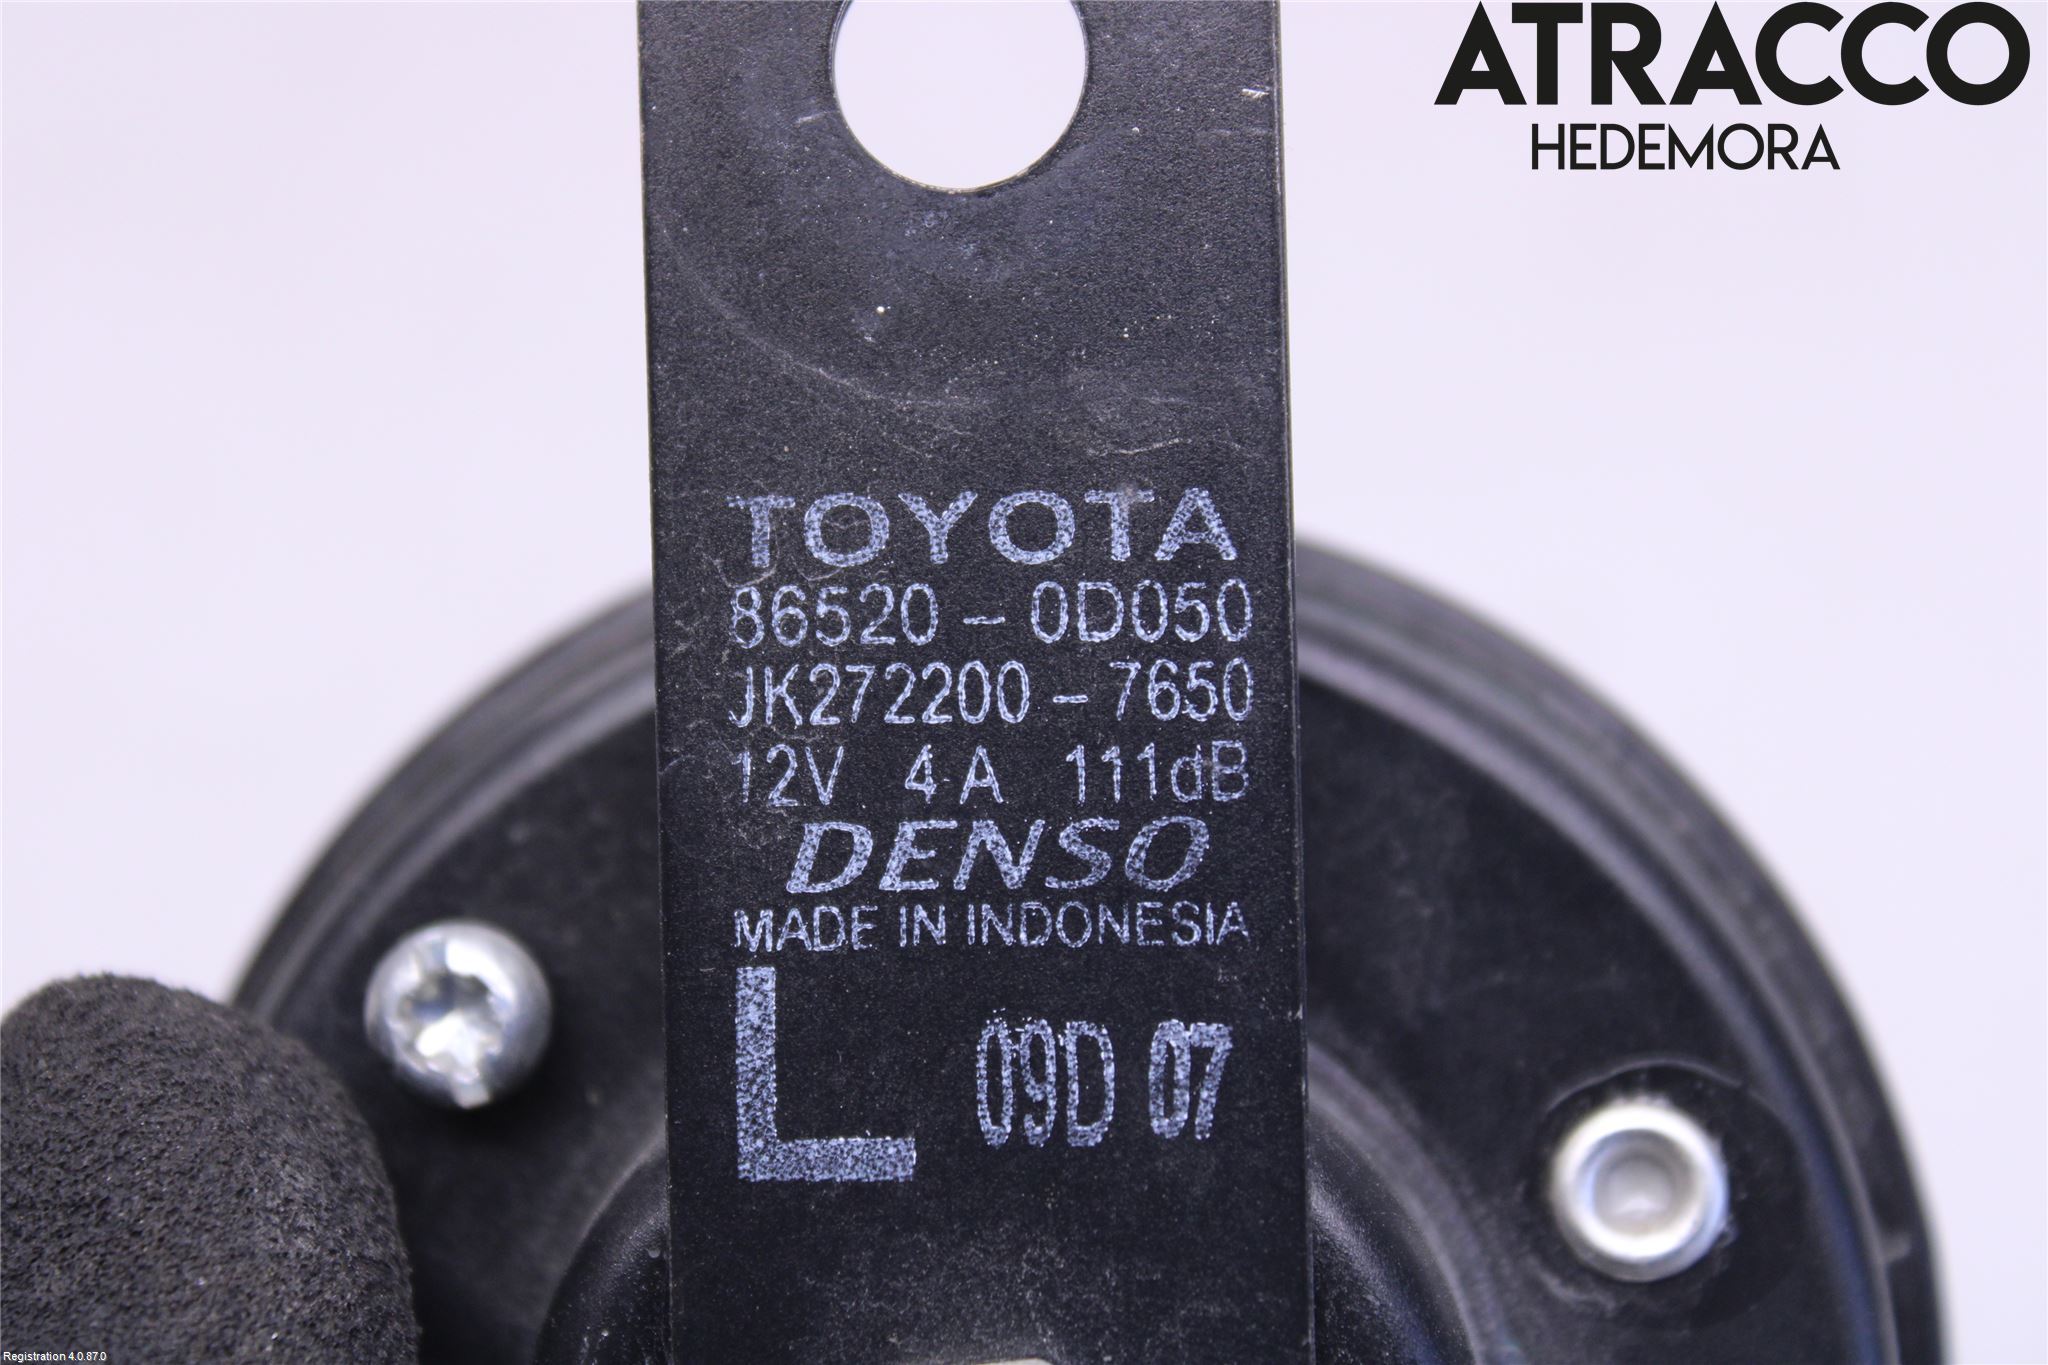 ATRACCO
HEDEMORA
TOYOTA
86520-0D050
JK272200-7650
12V 4A 111dB
DENSO
MADE IN INDONESIA
L 09D 07
Registration 4.0.87.0